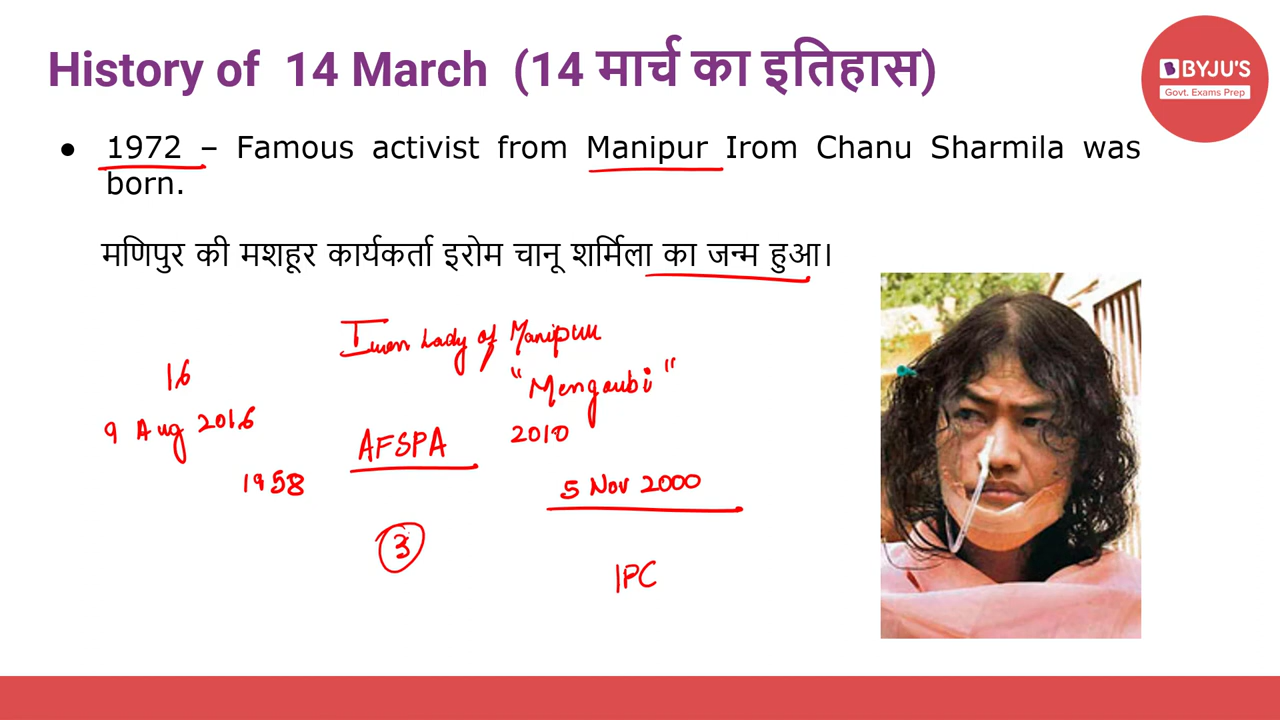 History of 14 March (14 मार्च का इतिहास)
BYJU'S
Govt. Exams Prep
● 1972 – Famous activist from Manipur Irom Chanu Sharmila was
born.
मणिपुर की मशहूर कार्यकर्ता इरोम चानू शर्मिला का जन्म हुआ।
Iron Lady of Manipur
16
"Mengaubi"
9 Aug 2016
AFSPA
2010
1958
5 Nov 2000
3
IPC